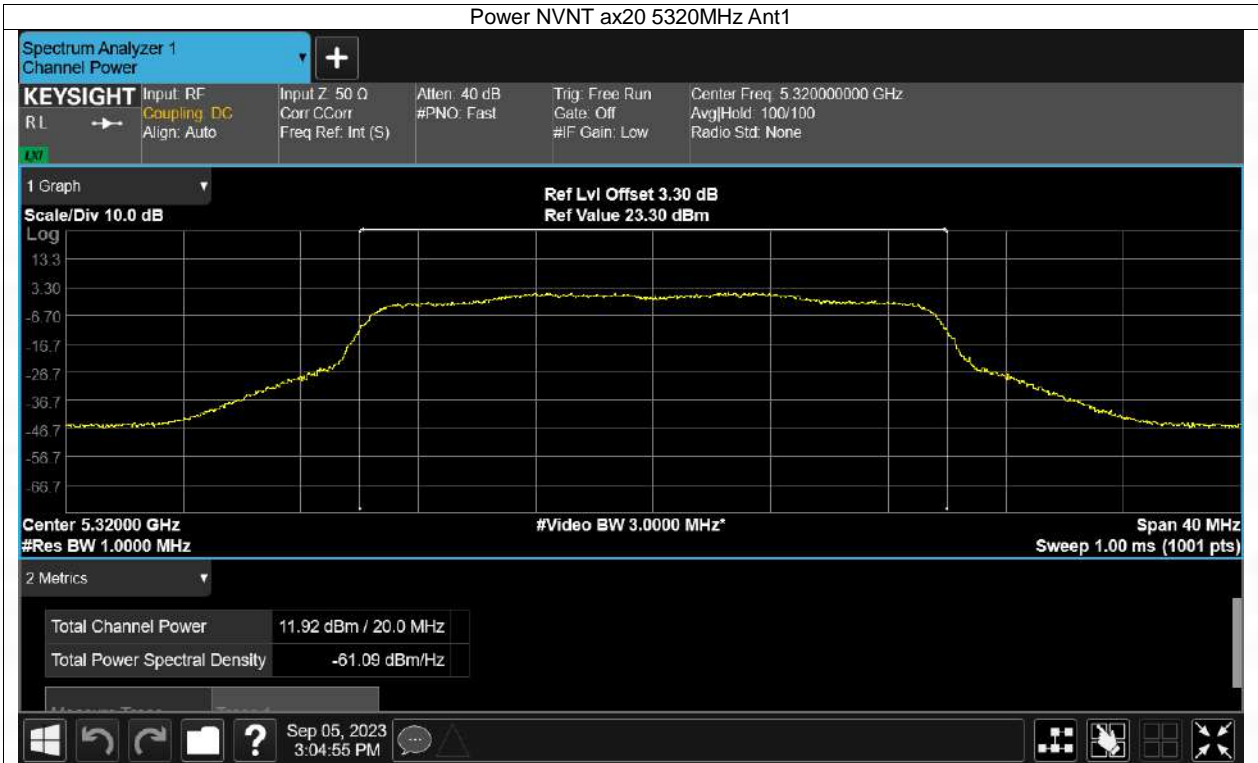 Power NVNT ax20 5320MHz Ant1
Spectrum Analyzer 1
Channel Power
+
KEYSIGHT
RL
LXI
Input: RF
Coupling: DC
Align: Auto
Input Z: 50 Ω
Corr CCorr
Freq Ref: Int (S)
Atten: 40 dB
#PNO: Fast
Trig: Free Run
Gate: Off
#IF Gain: Low
Center Freq: 5.320000000 GHz
Avg|Hold: 100/100
Radio Std: None
1 Graph
Scale/Div 10.0 dB
Ref Lvl Offset 3.30 dB
Ref Value 23.30 dBm
Log
13.3
3.30
-6.70
-16.7
-26.7
-36.7
-46.7
-56.7
-66.7
Center 5.32000 GHz
#Res BW 1.0000 MHz
#Video BW 3.0000 MHz*
Span 40 MHz
Sweep 1.00 ms (1001 pts)
2 Metrics
Total Channel Power 11.92 dBm / 20.0 MHz
Total Power Spectral Density -61.09 dBm/Hz
?
Sep 05, 2023
3:04:55 PM